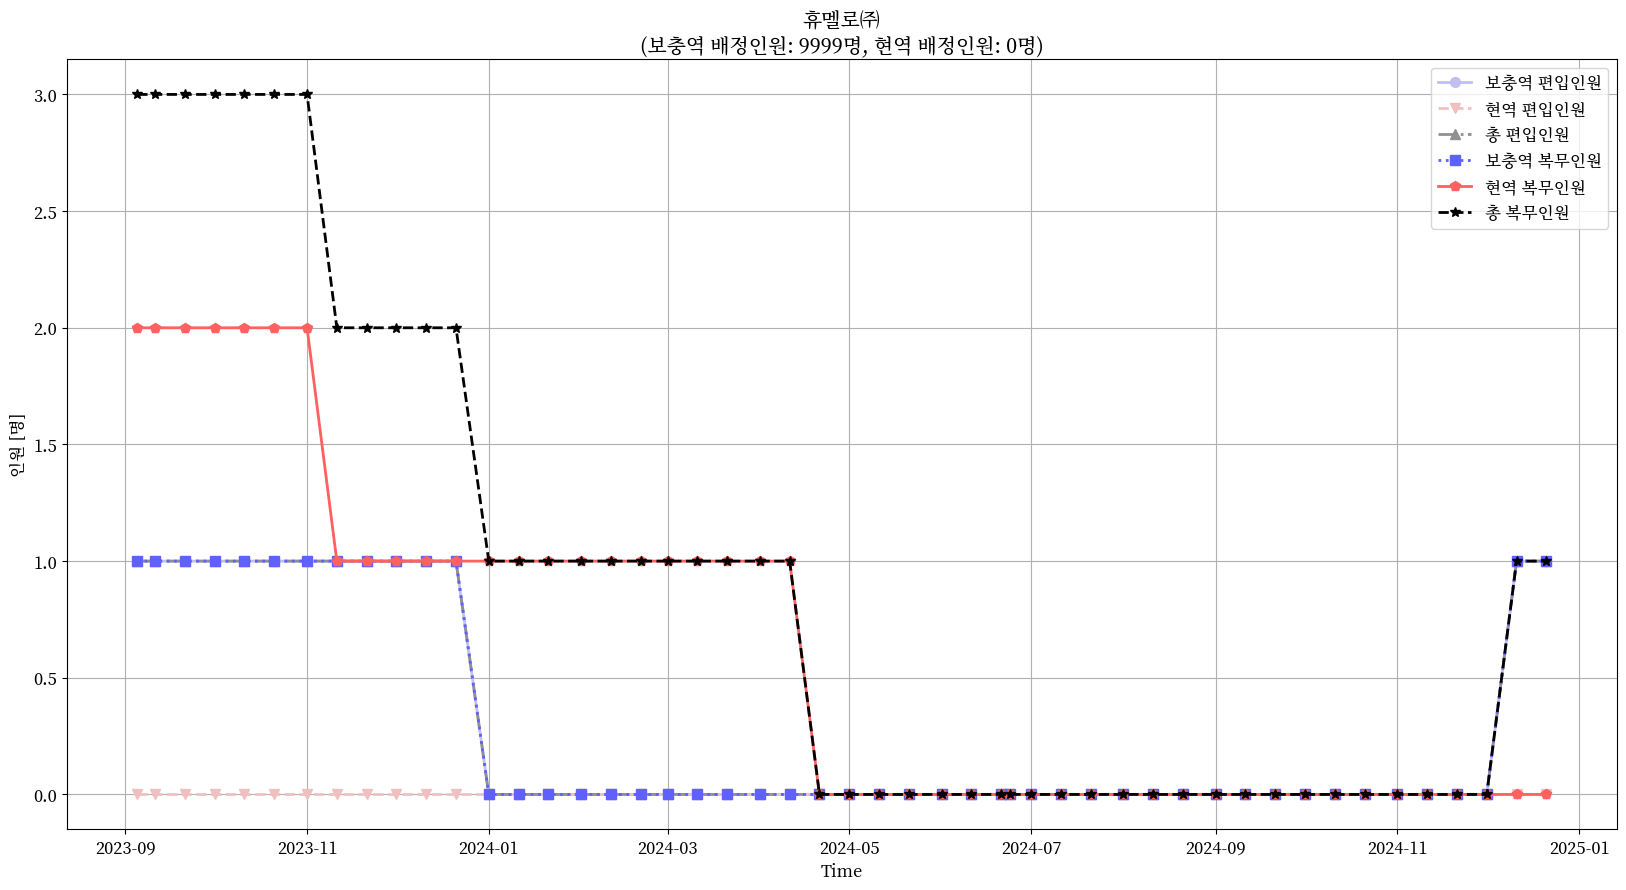 휴멜로㈜
(보충역 배정인원: 9999명, 현역 배정인원: 0명)
보충역 편입인원
현역 편입인원
총 편입인원
보충역 복무인원
현역 복무인원
총 복무인원
인원 [명]
3.0
2.5
2.0
1.5
1.0
0.5
0.0
2023-09
2023-11
2024-01
2024-03
2024-05
2024-07
2024-09
2024-11
2025-01
Time